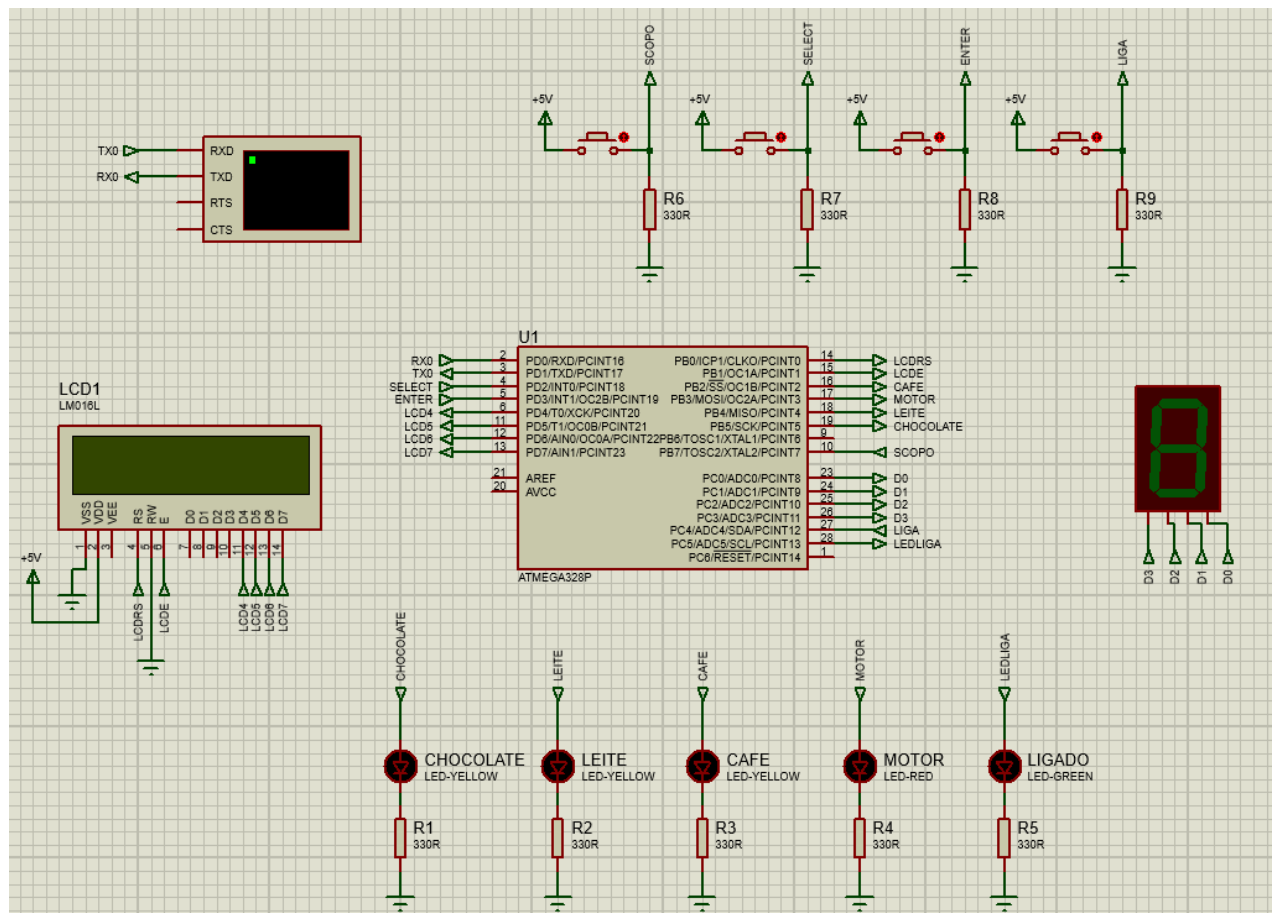 SCOPO
SELECT
ENTER
LIGA
+5V
+5V
+5V
+5V
R6
330R
R7
330R
R8
330R
R9
330R
TX0
RX0
RXD
TXD
RTS
CTS
U1
RX0 2 PD0/RXD/PCINT16 PB0/ICP1/CLKO/PCINT0 14 LCDRS
TX0 3 PD1/TXD/PCINT17 PB1/OC1A/PCINT1 15 LCDE
SELECT 4 PD2/INT0/PCINT18 PB2/SS/OC1B/PCINT2 16 CAFE
ENTER 5 PD3/INT1/OC2B/PCINT19 PB3/MOSI/OC2A/PCINT3 17 MOTOR
LCD4 6 PD4/T0/XCK/PCINT20 PB4/MISO/PCINT4 18 LEITE
LCD5 11 PD5/T1/OC0B/PCINT21 PB5/SCK/PCINT5 19 CHOCOLATE
LCD6 12 PD6/AIN0/OC0A/PCINT22 PB6/TOSC1/XTAL1/PCINT6 9
LCD7 13 PD7/AIN1/PCINT23 PB7/TOSC2/XTAL2/PCINT7 10 SCOPO
21 AREF PC0/ADC0/PCINT8 23 D0
20 AVCC PC1/ADC1/PCINT9 24 D1
PC2/ADC2/PCINT10 25 D2
PC3/ADC3/PCINT11 26 D3
PC4/ADC4/SDA/PCINT12 27 LIGA
PC5/ADC5/SCL/PCINT13 28 LEDLIGA
PC6/RESET/PCINT14 1
ATMEGA328P
LCD1
LM016L
VSS VDD VEE RS RW E D0 D1 D2 D3 D4 D5 D6 D7
1 2 3 4 5 6 7 8 9 10 11 12 13 14
+5V
LCDRS LCDE LCD4 LCD5 LCD6 LCD7
D3 D2 D1 D0
CHOCOLATE
LEITE
CAFE
MOTOR
LEDLIGA
CHOCOLATE
LED-YELLOW
LEITE
LED-YELLOW
CAFE
LED-YELLOW
MOTOR
LED-RED
LIGADO
LED-GREEN
R1
330R
R2
330R
R3
330R
R4
330R
R5
330R